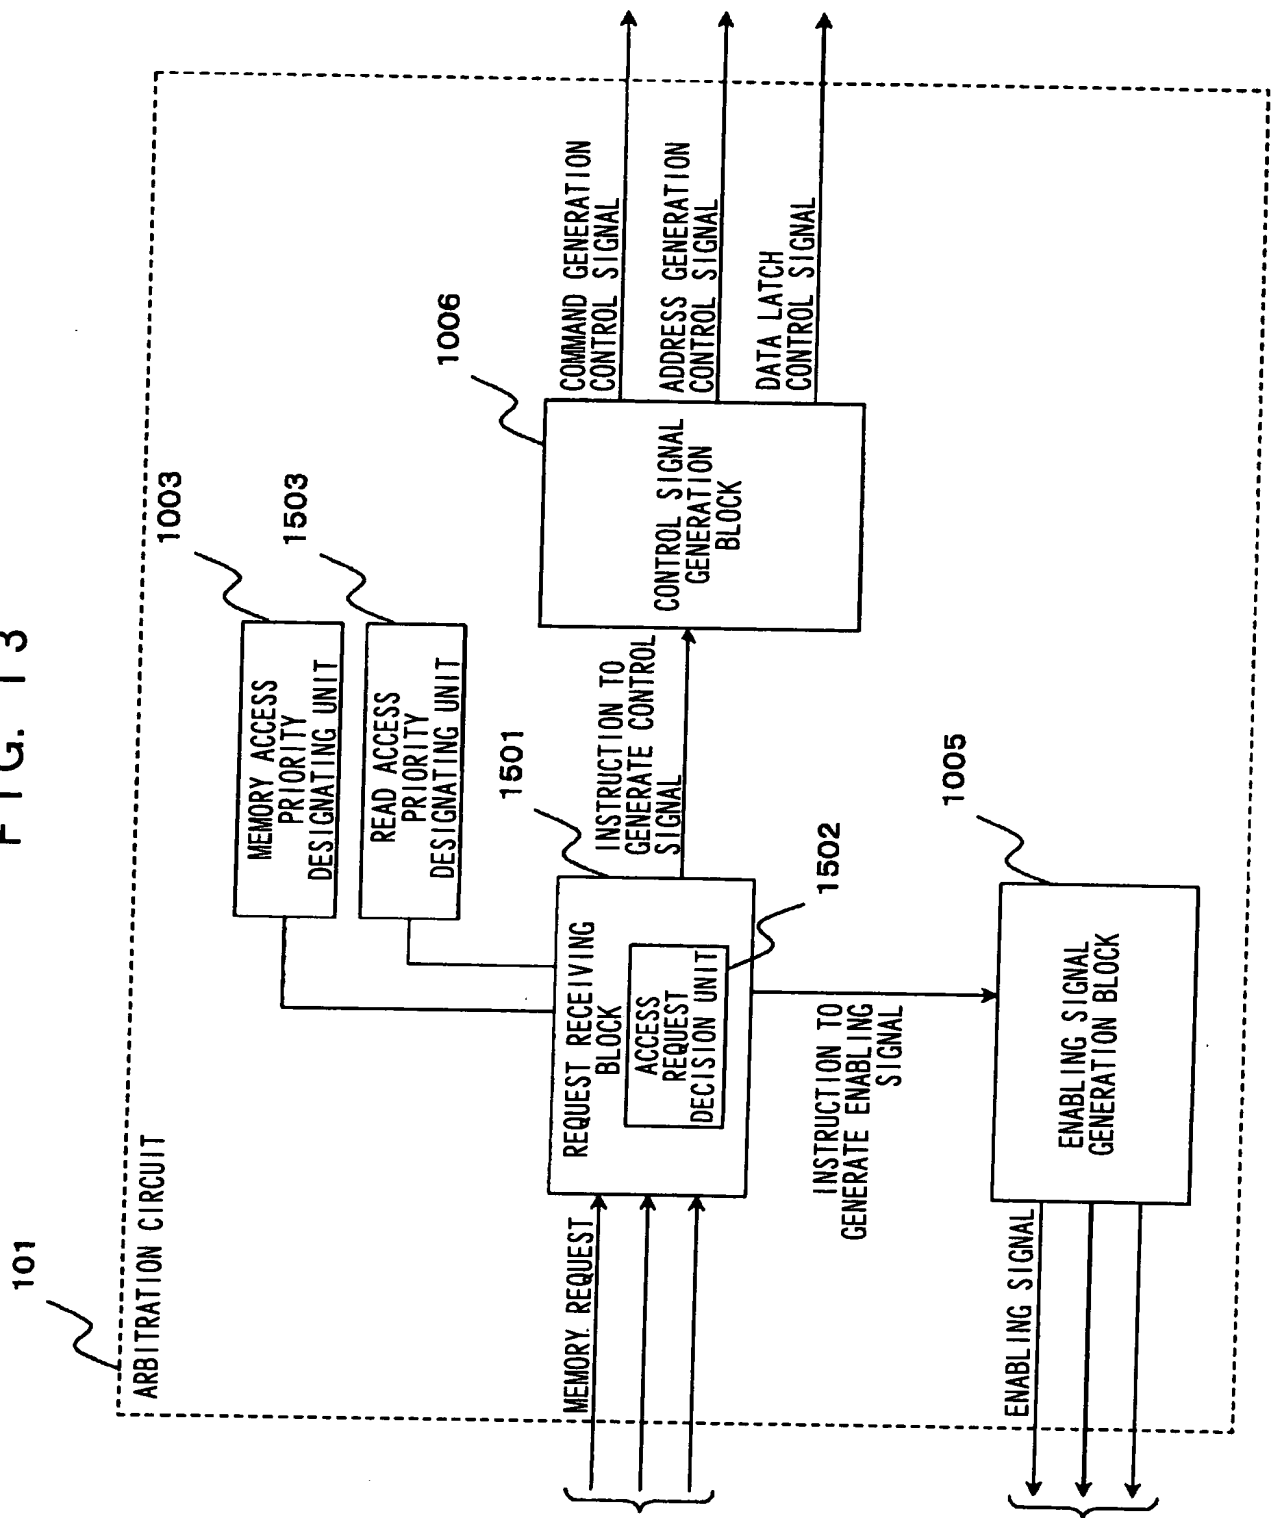 FIG. 13
101
ARBITRATION CIRCUIT
1003
MEMORY ACCESS
PRIORITY
DESIGNATING UNIT
1503
READ ACCESS
PRIORITY
DESIGNATING UNIT
MEMORY REQUEST
1501
REQUEST RECEIVING
BLOCK
ACCESS
REQUEST
DECISION UNIT
1502
INSTRUCTION TO
GENERATE CONTROL
SIGNAL
1006
CONTROL SIGNAL
GENERATION
BLOCK
COMMAND GENERATION
CONTROL SIGNAL
ADDRESS GENERATION
CONTROL SIGNAL
DATA LATCH
CONTROL SIGNAL
INSTRUCTION TO
GENERATE ENABLING
SIGNAL
1005
ENABLING SIGNAL
GENERATION BLOCK
ENABLING SIGNAL